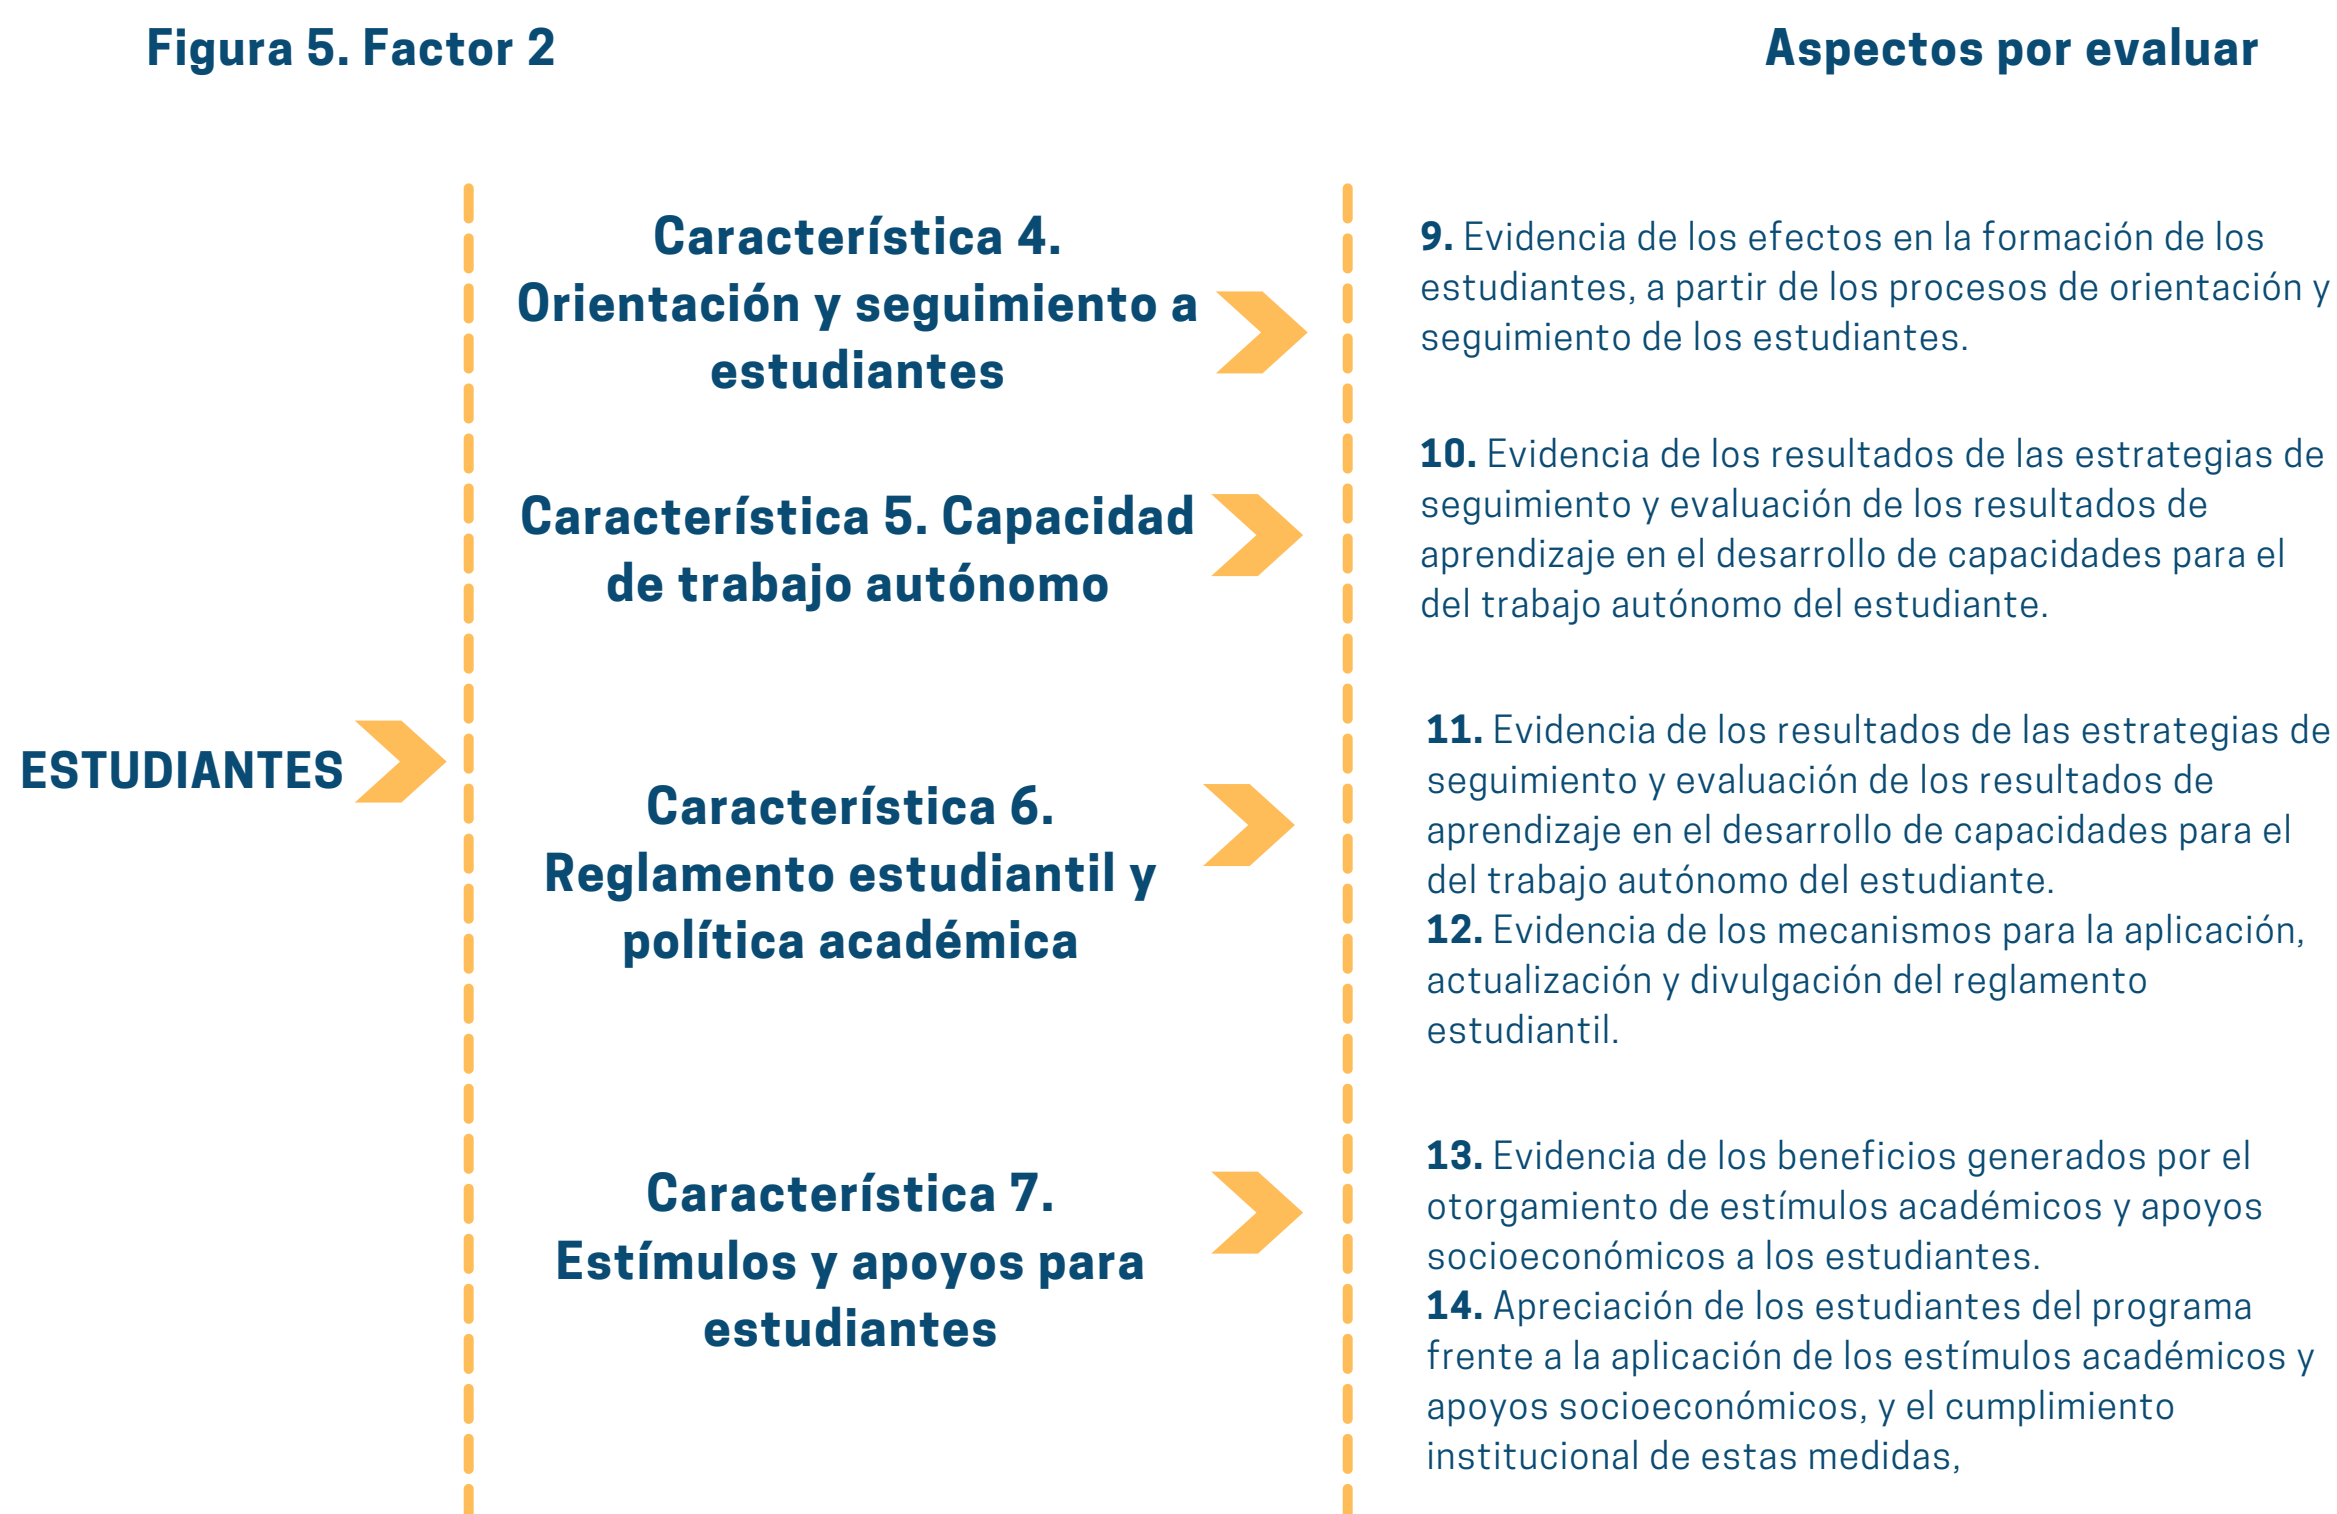 Figura 5. Factor 2
Aspectos por evaluar
ESTUDIANTES
Característica 4.
Orientación y seguimiento a
estudiantes
9. Evidencia de los efectos en la formación de los
estudiantes, a partir de los procesos de orientación y
seguimiento de los estudiantes.
Característica 5. Capacidad
de trabajo autónomo
10. Evidencia de los resultados de las estrategias de
seguimiento y evaluación de los resultados de
aprendizaje en el desarrollo de capacidades para el
del trabajo autónomo del estudiante.
Característica 6.
Reglamento estudiantil y
política académica
11. Evidencia de los resultados de las estrategias de
seguimiento y evaluación de los resultados de
aprendizaje en el desarrollo de capacidades para el
del trabajo autónomo del estudiante.
12. Evidencia de los mecanismos para la aplicación,
actualización y divulgación del reglamento
estudiantil.
Característica 7.
Estímulos y apoyos para
estudiantes
13. Evidencia de los beneficios generados por el
otorgamiento de estímulos académicos y apoyos
socioeconómicos a los estudiantes.
14. Apreciación de los estudiantes del programa
frente a la aplicación de los estímulos académicos y
apoyos socioeconómicos, y el cumplimiento
institucional de estas medidas,